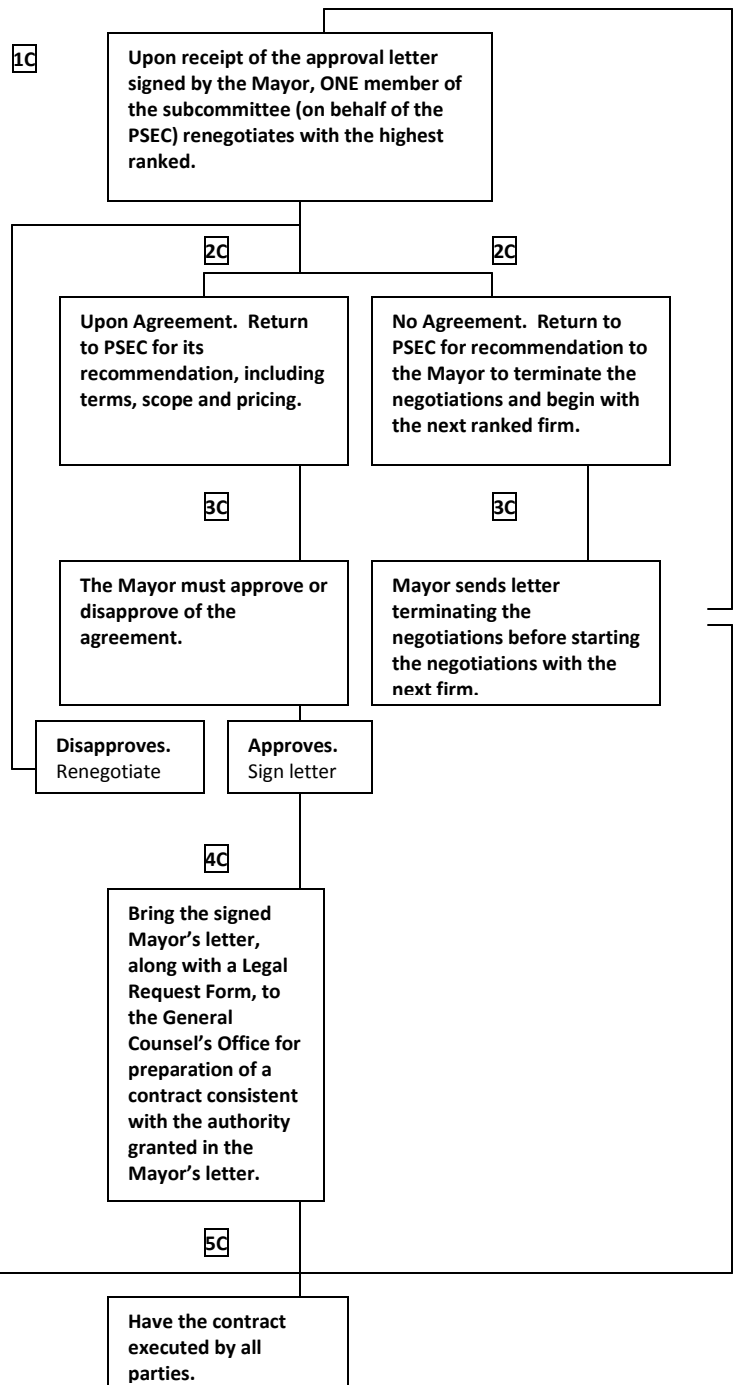 1C
Upon receipt of the approval letter
signed by the Mayor, ONE member of
the subcommittee (on behalf of the
PSEC) renegotiates with the highest
ranked.
2C
2C
Upon Agreement. Return
to PSEC for its
recommendation, including
terms, scope and pricing.
No Agreement. Return to
PSEC for recommendation to
the Mayor to terminate the
negotiations and begin with
the next ranked firm.
3C
3C
The Mayor must approve or
disapprove of the
agreement.
Mayor sends letter
terminating the
negotiations before starting
the negotiations with the
next firm.
Disapproves.
Renegotiate
Approves.
Sign letter
4C
Bring the signed
Mayor’s letter,
along with a Legal
Request Form, to
the General
Counsel’s Office for
preparation of a
contract consistent
with the authority
granted in the
Mayor’s letter.
5C
Have the contract
executed by all
parties.